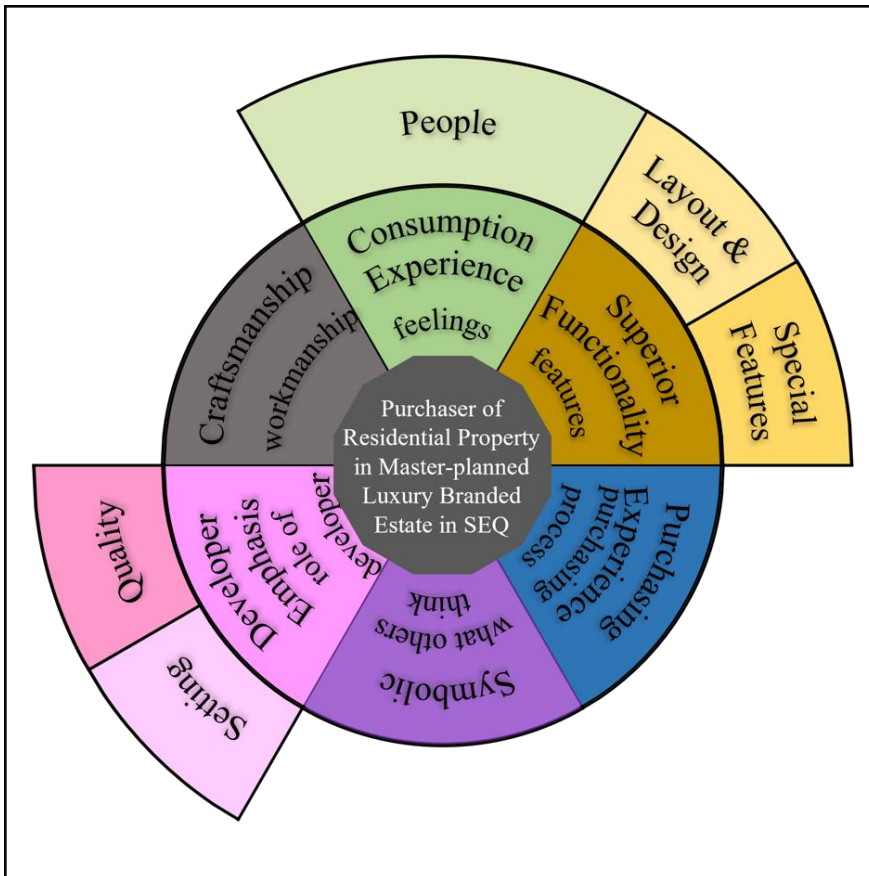 People
Layout &
Design
Special
Features
Consumption
Experience
feelings
Superior
Functionality
features
Purchasing
Experience
purchasing
process
Symbolic
what others
think
Developer
Emphasis
role of
developer
Quality
Setting
Craftsmanship
workmanship
Purchaser of
Residential Property
in Master-planned
Luxury Branded
Estate in SEQ